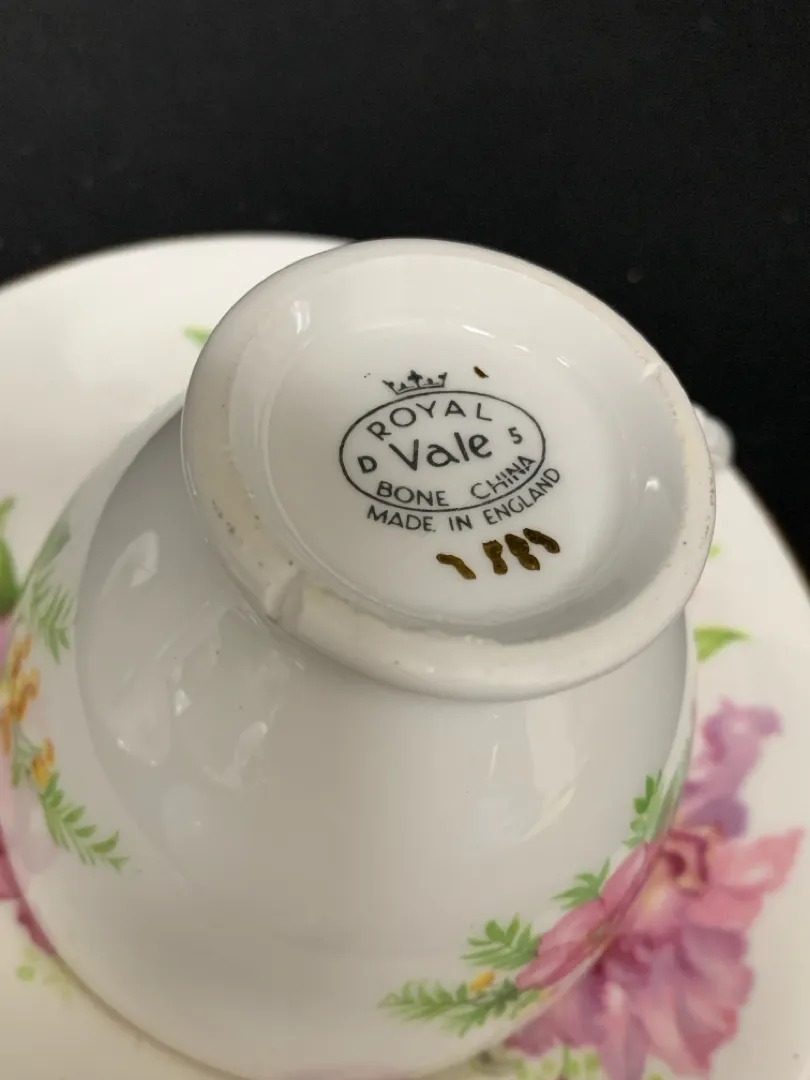 ROYAL
D Vale 5
BONE CHINA
MADE IN ENGLAND